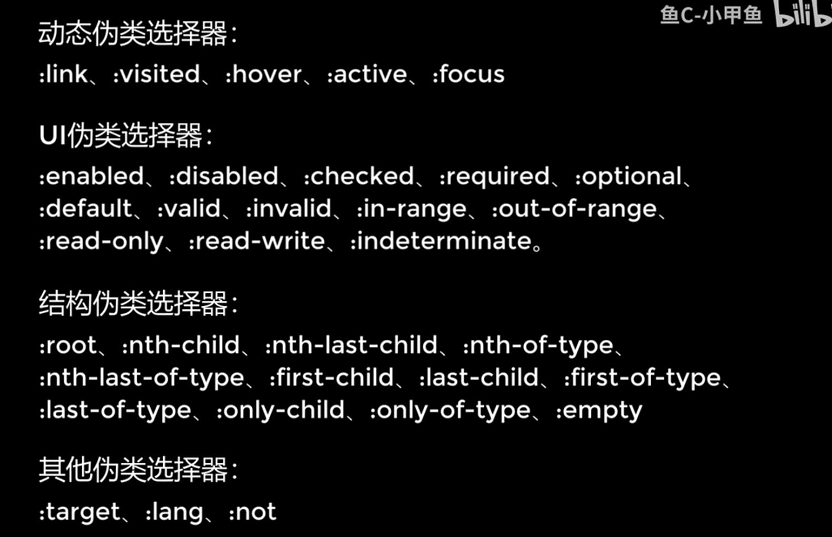 鱼C-小甲鱼 bilibi
动态伪类选择器：
:link、:visited、:hover、:active、:focus
UI伪类选择器：
:enabled、:disabled、:checked、:required、:optional、
:default、:valid、:invalid、:in-range、:out-of-range、
:read-only、:read-write、:indeterminate。
结构伪类选择器：
:root、:nth-child、:nth-last-child、:nth-of-type、
:nth-last-of-type、:first-child、:last-child、:first-of-type、
:last-of-type、:only-child、:only-of-type、:empty
其他伪类选择器：
:target、:lang、:not